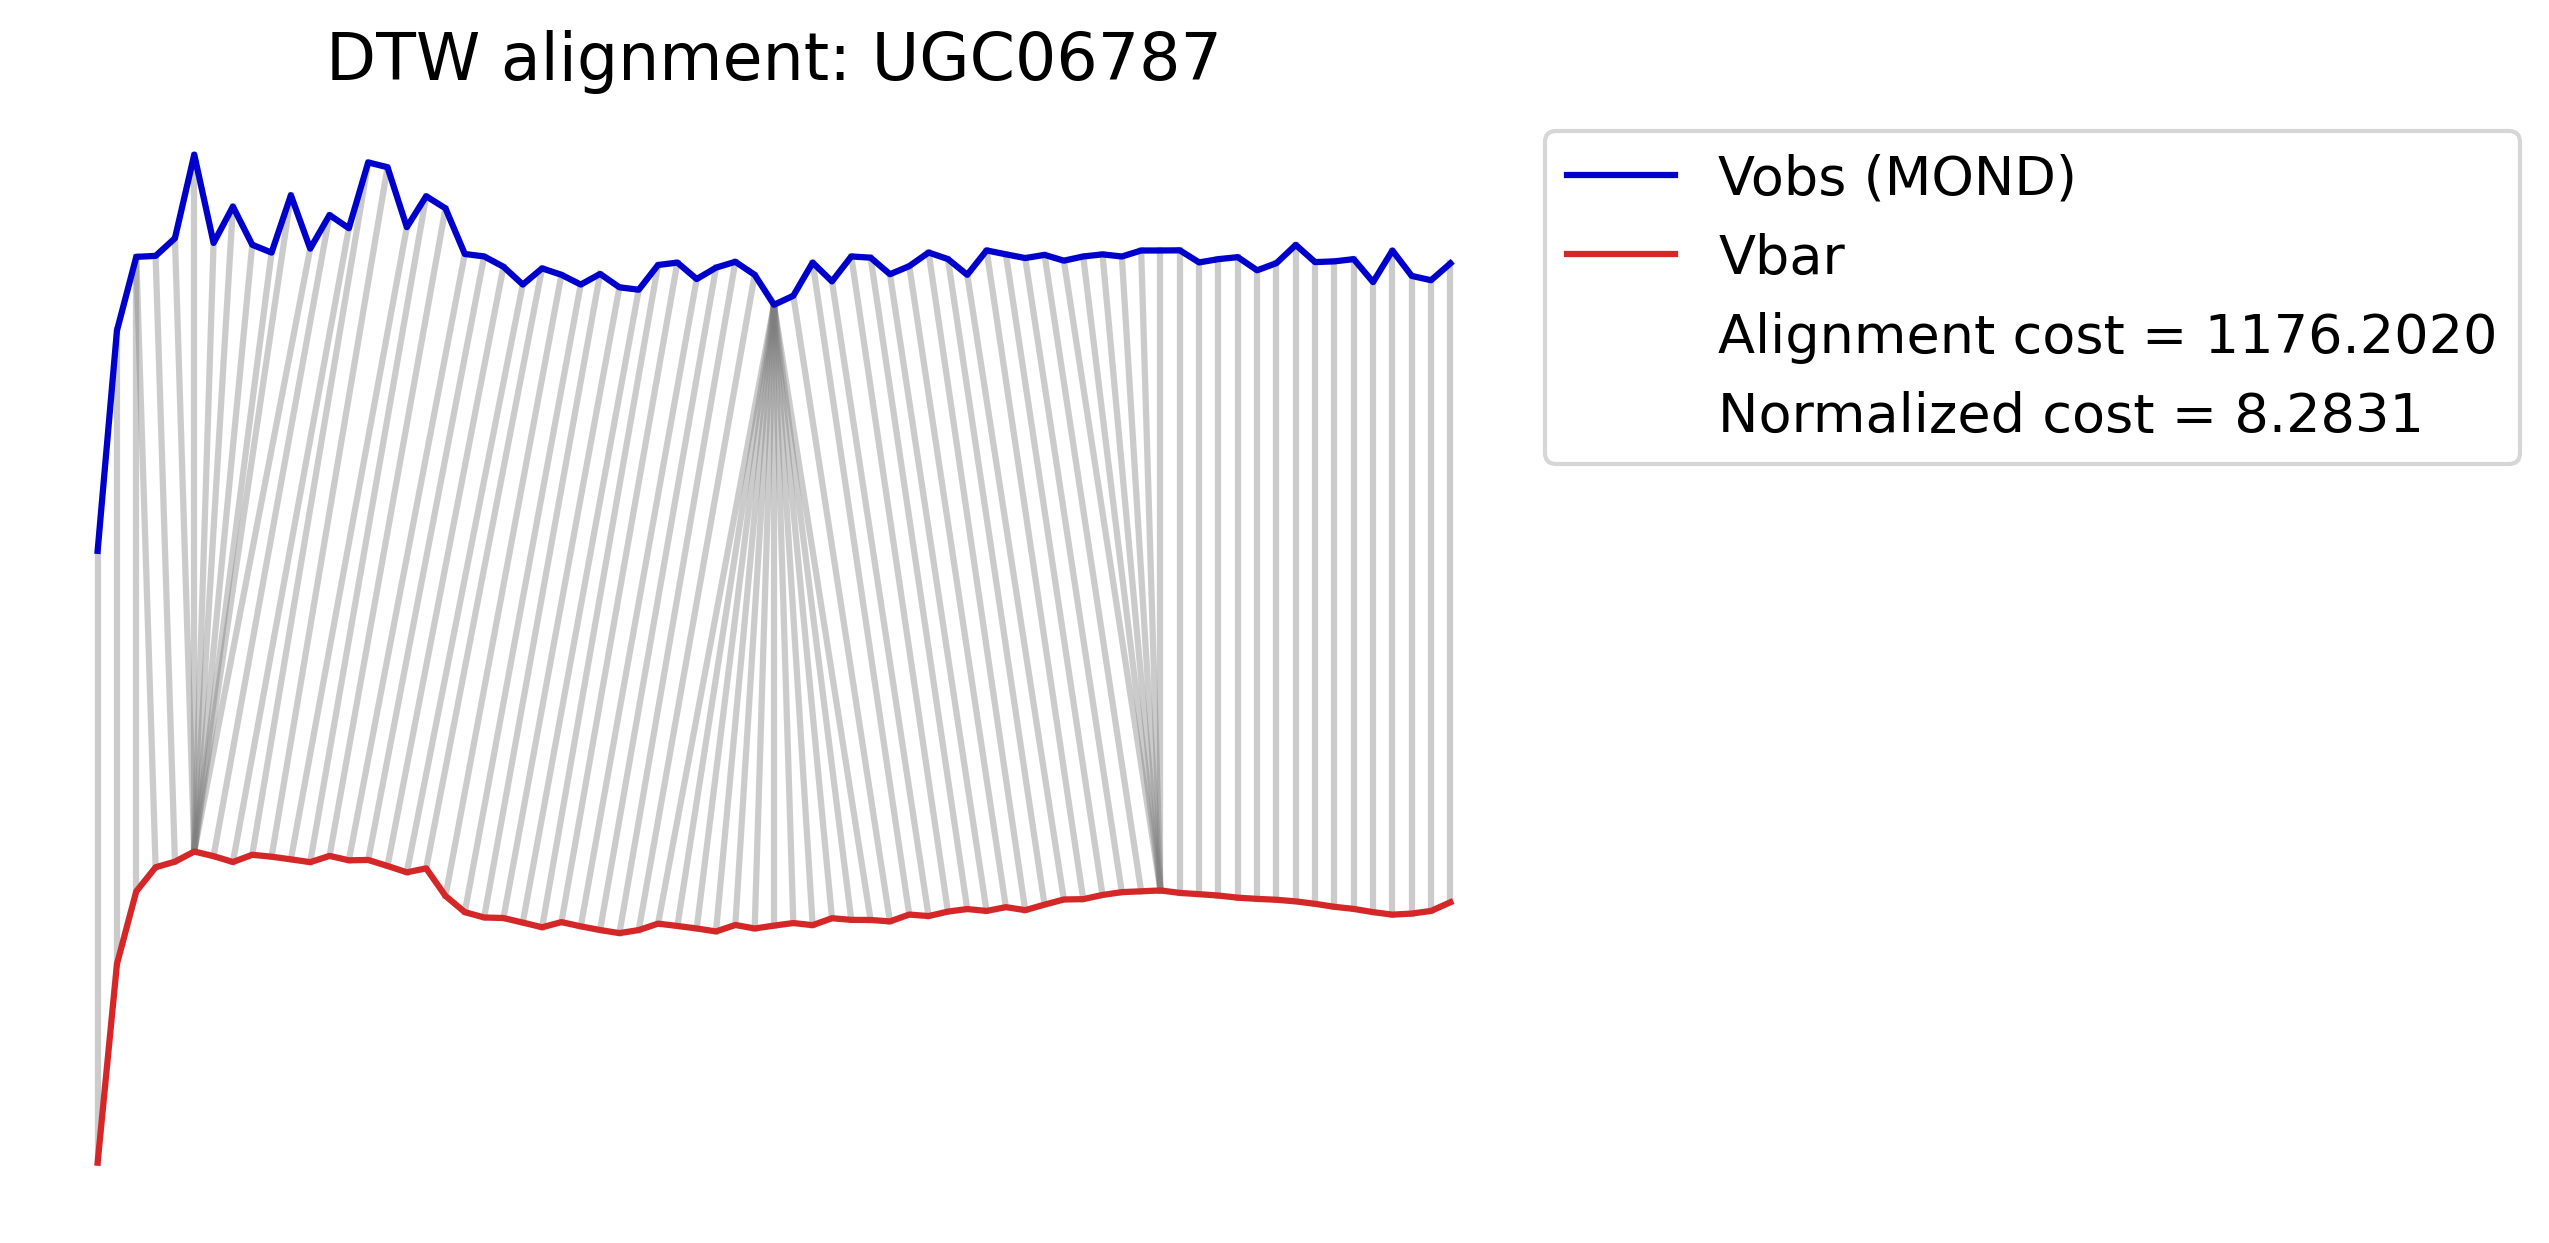 DTW alignment: UGC06787
Vobs (MOND)
Vbar
Alignment cost = 1176.2020
Normalized cost = 8.2831